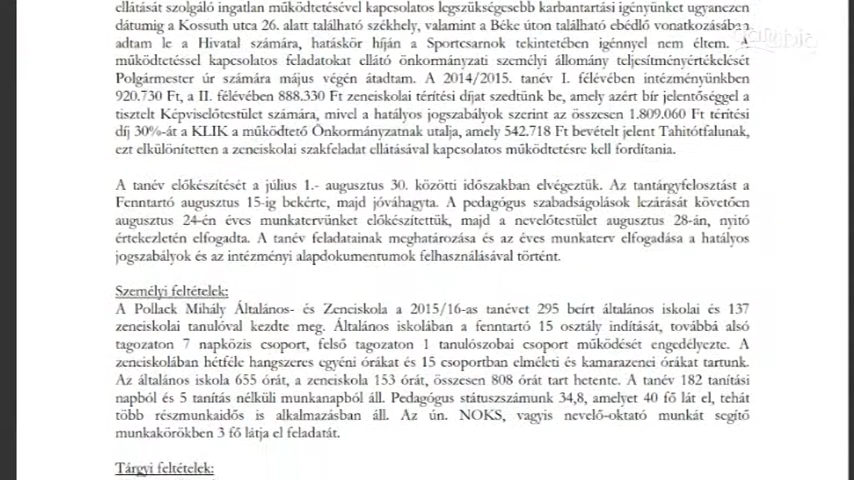 ellátását szolgáló ingatlan működtetésével kapcsolatos legszükségesebb karbantartási igényünket ugyanezen
dátumig a Kossuth utca 26. alatt található székhely, valamint a Béke úton található ebédlő vonatkozásában
adtam le a Hivatal számára, hatáskör híján a Sportcsarnok tekintetében igénnyel nem éltem. A
működtetéssel kapcsolatos feladatokat ellátó önkormányzati személyi állomány teljesítményértékelését
Polgármester úr számára május végén átadtam. A 2014/2015. tanév I. félévében intézményünkben
920.730 Ft, a II. félévében 888.330 Ft zeneiskolai térítési díjat szedtünk be, amely azért bír jelentőséggel a
tisztelt Képviselőtestület számára, mivel a hatályos jogszabályok szerint az összesen 1.809.060 Ft térítési
díj 30%-át a KLIK a működtető Önkormányzatnak utalja, amely 542.718 Ft bevételt jelent Tahitótfalunak,
ezt elkülönítetten a zeneiskolai szakfeladat ellátásával kapcsolatos működtetésre kell fordítania.
A tanév előkészítését a július 1.- augusztus 30. közötti időszakban elvégeztük. Az tantárgyfelosztást a
Fenntartó augusztus 15-ig bekérte, majd jóváhagyta. A pedagógus szabadságolások lezárását követően
augusztus 24-én éves munkatervünket előkészítettük, majd a nevelőtestület augusztus 28-án, nyitó
értekezletén elfogadta. A tanév feladatainak meghatározása és az éves munkaterv elfogadása a hatályos
jogszabályok és az intézményi alapdokumentumok felhasználásával történt.
Személyi feltételek:
A Pollack Mihály Általános- és Zeneiskola a 2015/16-as tanévet 295 beírt általános iskolai és 137
zeneiskolai tanulóval kezdte meg. Általános iskolában a fenntartó 15 osztály indítását, továbbá alsó
tagozaton 7 napközis csoport, felső tagozaton 1 tanulószobai csoport működését engedélyezte. A
zeneiskolában hétféle hangszeres egyéni órákat és 15 csoportban elméleti és kamarazenei órákat tartunk.
Az általános iskola 655 órát, a zeneiskola 153 órát, összesen 808 órát tart hetente. A tanév 182 tanítási
napból és 5 tanítás nélküli munkanapból áll. Pedagógus státuszszámunk 34,8, amelyet 40 fő lát el, tehát
több részmunkaidős is alkalmazásban áll. Az ún. NOKS, vagyis nevelő-oktató munkát segítő
munkakörökben 3 fő látja el feladatát.
Tárgyi feltételek: